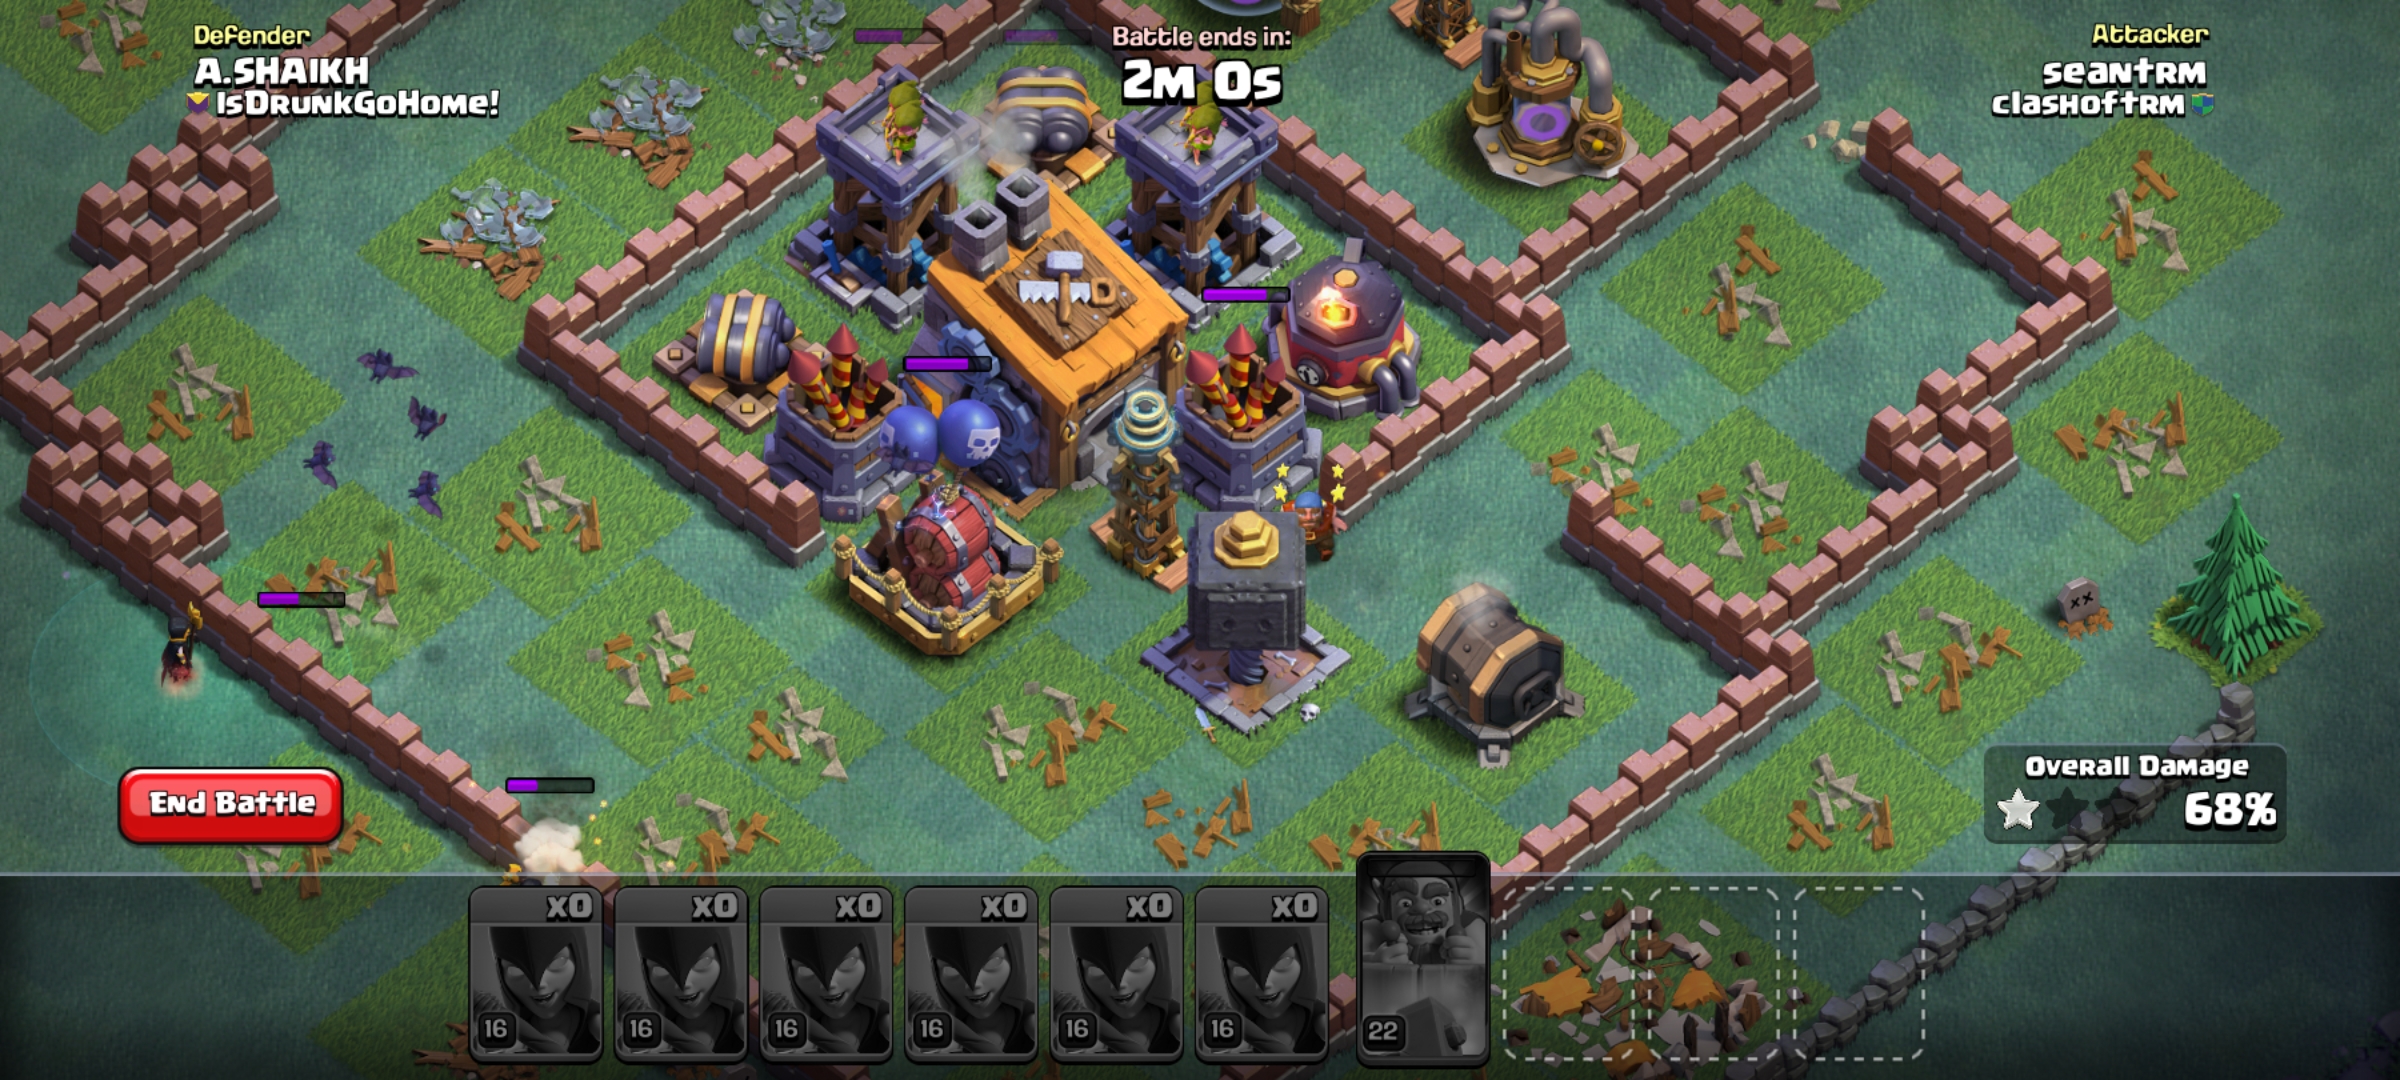 Defender
A.SHAIKH
IsDrunkGoHome!
Battle ends in:
2M 0s
Attacker
seantrm
clashoftrm
End Battle
Overall Damage
68%
x0 x0 x0 x0 x0 x0
16 16 16 16 16 16 22